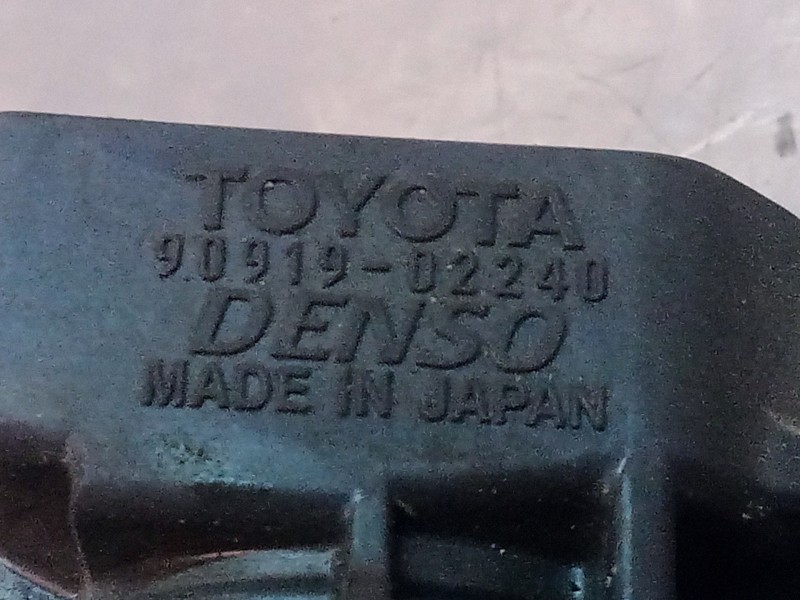 TOYOTA
90919-02240
DENSO
MADE IN JAPAN